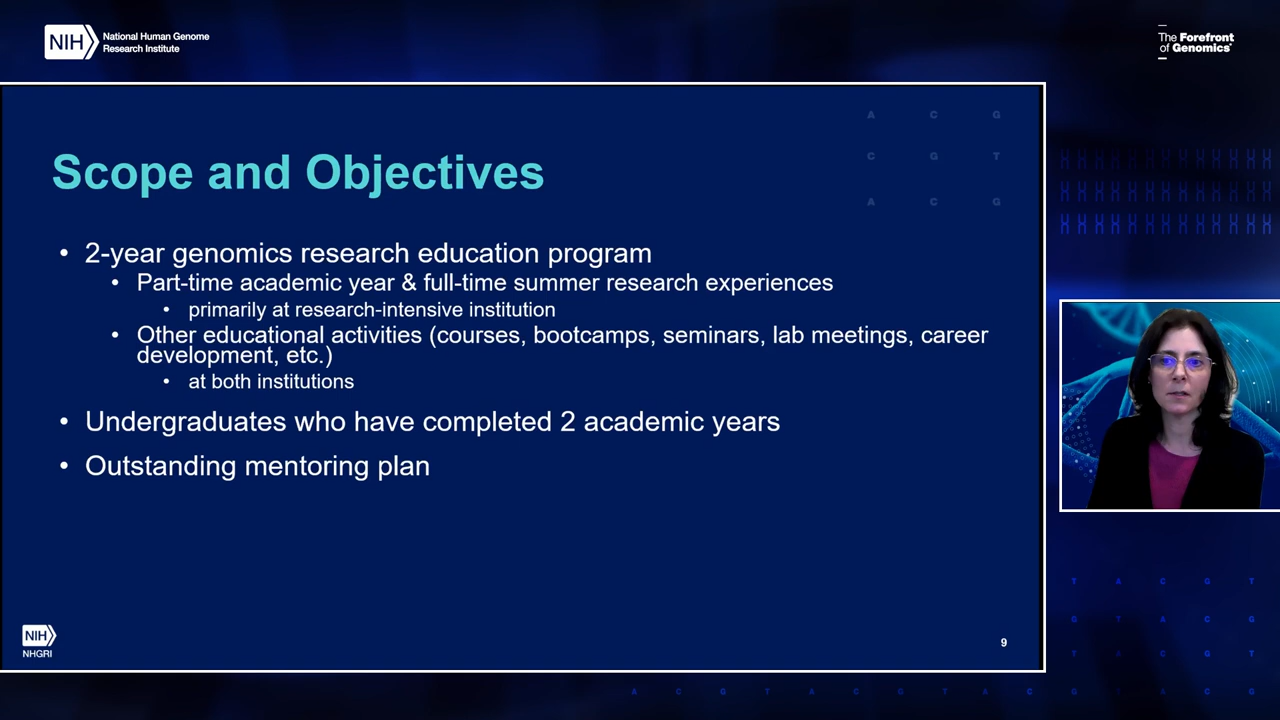 NIH
National Human Genome
Research Institute
The Forefront
of Genomics®
A C G
C G T
A C G
Scope and Objectives
• 2-year genomics research education program
• Part-time academic year & full-time summer research experiences
• primarily at research-intensive institution
• Other educational activities (courses, bootcamps, seminars, lab meetings, career
development, etc.)
• at both institutions
• Undergraduates who have completed 2 academic years
• Outstanding mentoring plan
NIH
NHGRI
9
T A C G T
G T A C G
T A C G T
A C G T A C G T A C G T A C G